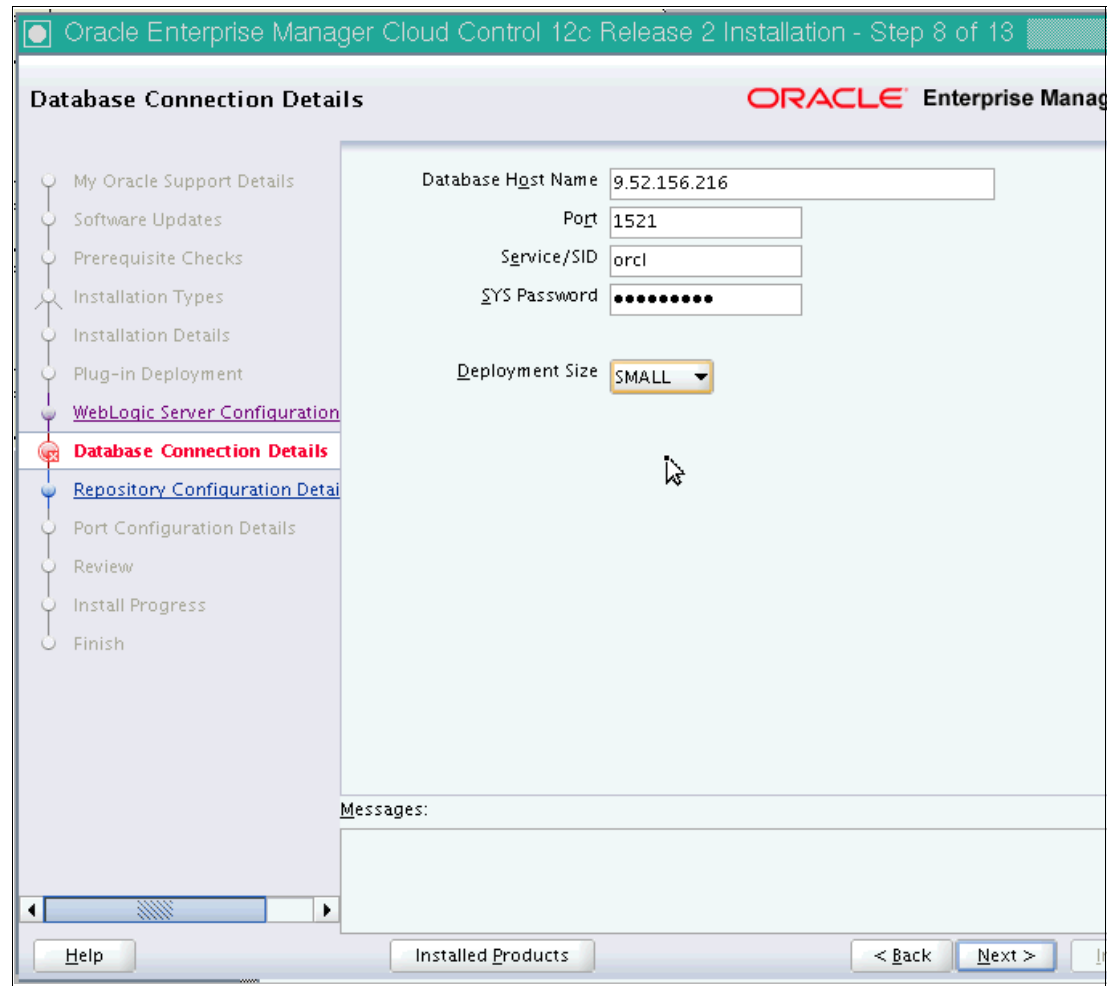 Oracle Enterprise Manager Cloud Control 12c Release 2 Installation - Step 8 of 13
Database Connection Details
ORACLE Enterprise Manag
My Oracle Support Details
Software Updates
Prerequisite Checks
Installation Types
Installation Details
Plug-in Deployment
WebLogic Server Configuration
Database Connection Details
Repository Configuration Detai
Port Configuration Details
Review
Install Progress
Finish
Database Host Name 9.52.156.216
Port 1521
Service/SID orcl
SYS Password •••••••••
Deployment Size SMALL
Messages:
Help Installed Products < Back Next > I